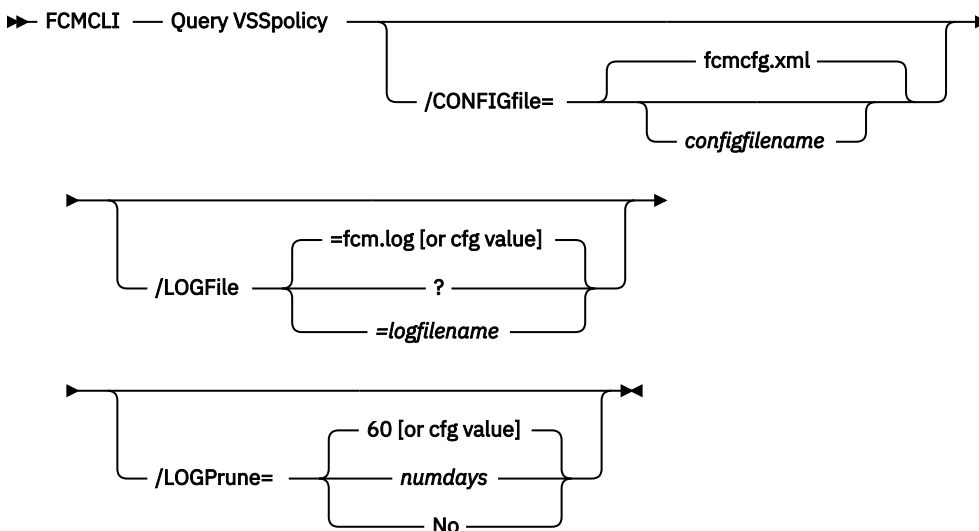 FCMCLI Query VSSpolicy
fcmcfg.xml
/CONFIGfile=
configfilename
=fcm.log [or cfg value]
/LOGFile ?
=logfilename
60 [or cfg value]
/LOGPrune= numdays
No